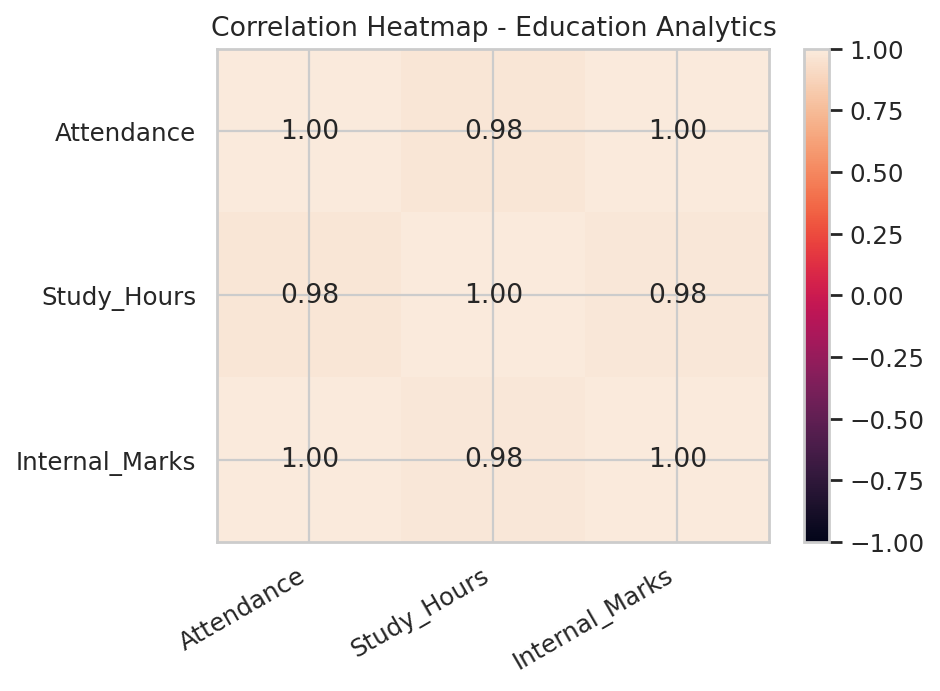 Correlation Heatmap - Education Analytics
Attendance 1.00 0.98 1.00
Study_Hours 0.98 1.00 0.98
Internal_Marks 1.00 0.98 1.00
Attendance Study_Hours Internal_Marks
1.00
0.75
0.50
0.25
0.00
−0.25
−0.50
−0.75
−1.00